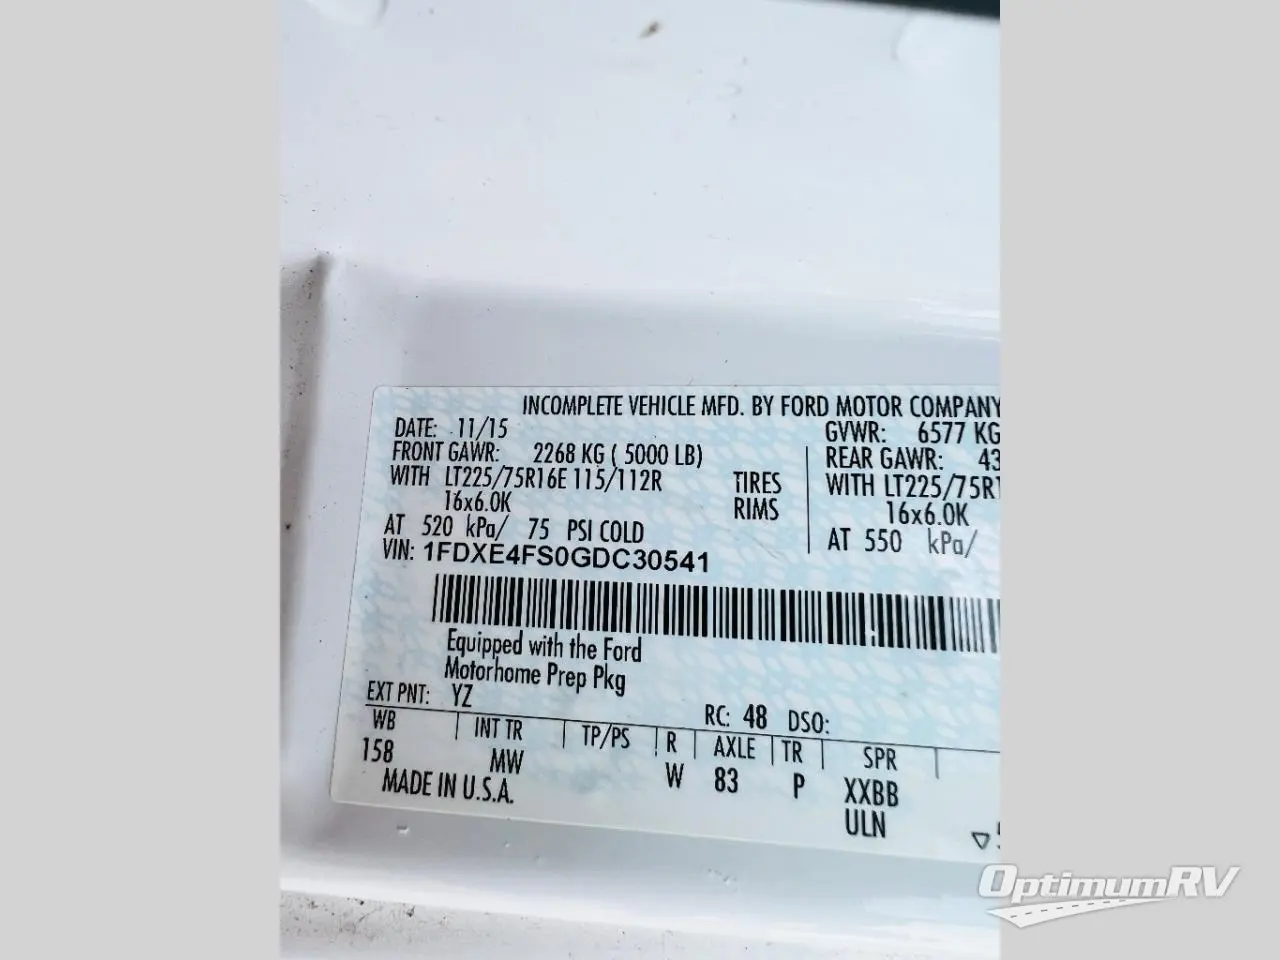 INCOMPLETE VEHICLE MFD. BY FORD MOTOR COMPANY
DATE: 11/15 GVWR: 6577 KG
FRONT GAWR: 2268 KG ( 5000 LB) REAR GAWR: 43
WITH LT225/75R16E 115/112R TIRES WITH LT225/75R1
16x6.0K RIMS 16x6.0K
AT 520 kPa/ 75 PSI COLD AT 550 kPa/
VIN: 1FDXE4FS0GDC30541
Equipped with the Ford
Motorhome Prep Pkg
EXT PNT: YZ RC: 48 DSO:
WB INT TR TP/PS R AXLE TR SPR
158 MW W 83 P XXBB
MADE IN U.S.A. ULN
OptimumRV